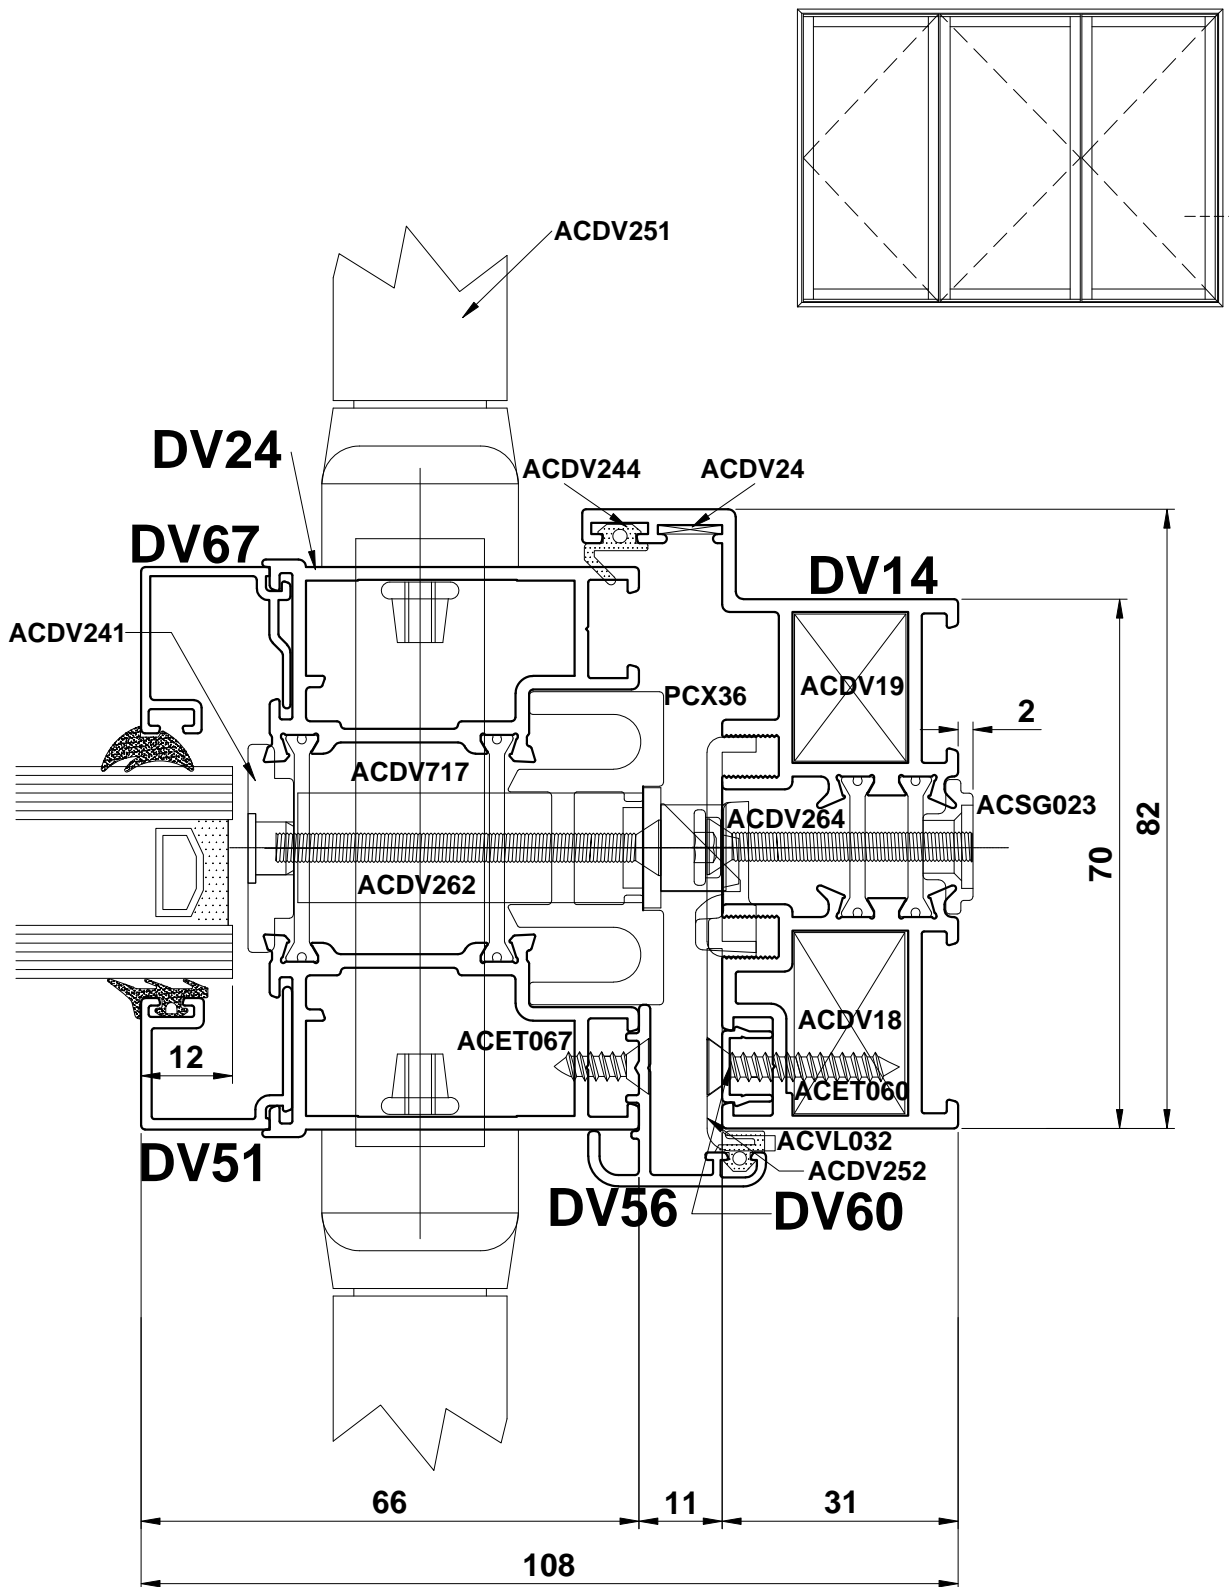 ACDV251
DV24
ACDV244
ACDV24
DV67
DV14
ACDV241
ACDV19
PCX36
2
ACDV717
ACSG023
ACDV264
82
70
ACDV262
ACDV18
ACET067
12
ACET060
ACVL032
DV51
ACDV252
DV56
DV60
66
11
31
108